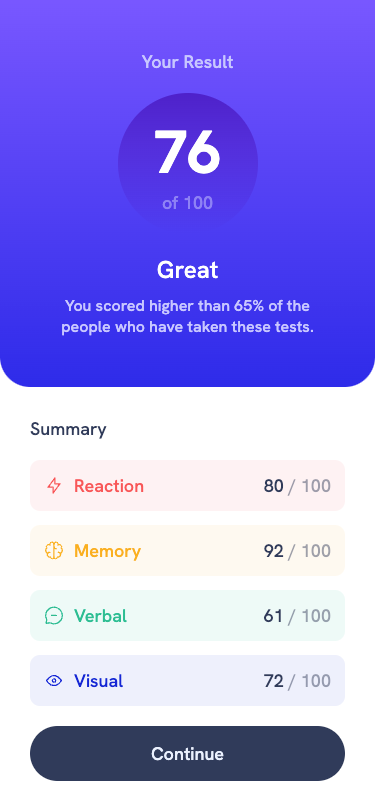 Your Result
76
of 100
Great
You scored higher than 65% of the
people who have taken these tests.
Summary
Reaction 80 / 100
Memory 92 / 100
Verbal 61 / 100
Visual 72 / 100
Continue